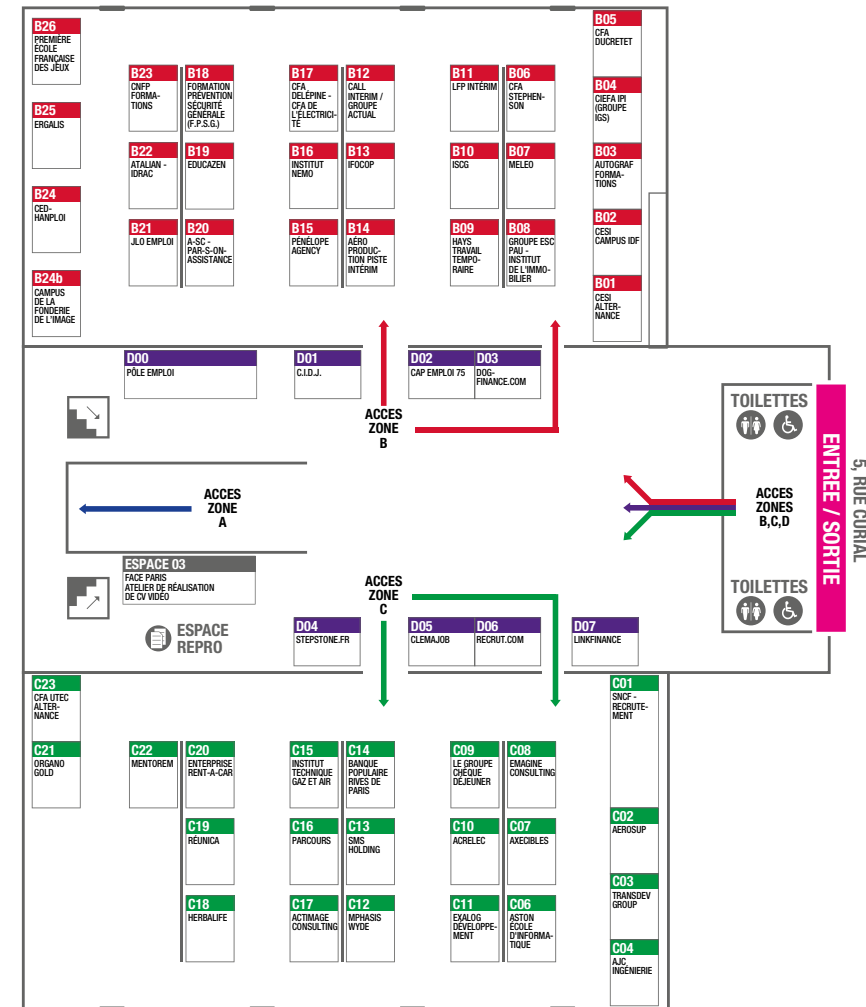 B26
PREMIÈRE
ÉCOLE
FRANÇAISE
DES JEUX
B25
ERGALIS
B24
CED-
HANPLOI
B24b
CAMPUS
DE LA
FONDERIE
DE L'IMAGE
B23
CNFP
FORMA-
TIONS
B18
FORMATION
PRÉVENTION
SÉCURITÉ
GÉNÉRALE
(F.P.S.G.)
B22
ATALIAN -
IDRAC
B19
EDUCAZEN
B21
JLO EMPLOI
B20
A-SC -
PAR-S-ON-
ASSISTANCE
B17
CFA
DELÉPINE -
CFA DE
L'ÉLECTRICI-
TÉ
B12
CALL
INTERIM /
GROUPE
ACTUAL
B16
INSTITUT
NEMO
B13
IFOCOP
B15
PÉNÉLOPE
AGENCY
B14
AÉRO
PRODUC-
TION PISTE
INTÉRIM
B11
LFP INTÉRIM
B06
CFA
STEPHEN-
SON
B10
ISCG
B07
MELEO
B09
HAYS
TRAVAIL
TEMPO-
RAIRE
B08
GROUPE ESC
PAU -
INSTITUT
DE L'IMMO-
BILIER
B05
CFA
DUCRETET
B04
CIEFA IPI
(GROUPE
IGS)
B03
AUTOGRAF
FORMA-
TIONS
B02
CESI
CAMPUS IDF
B01
CESI
ALTER-
NANCE
D00
PÔLE EMPLOI
D01
C.I.D.J.
D02
CAP EMPLOI 75
D03
DOG-
FINANCE.COM
ACCES
ZONE
B
TOILETTES
ACCES
ZONE
A
ACCES
ZONES
B,C,D
ENTREE / SORTIE
5, RUE CURIAL
ESPACE 03
FACE PARIS
ATELIER DE RÉALISATION
DE CV VIDÉO
ACCES
ZONE
C
TOILETTES
ESPACE
REPRO
D04
STEPSTONE.FR
D05
CLEMAJOB
D06
RECRUT.COM
D07
LINKFINANCE
C23
CFA UTEC
ALTER-
NANCE
C21
ORGANO
GOLD
C22
MENTOREM
C20
ENTERPRISE
RENT-A-CAR
C19
RÉUNICA
C18
HERBALIFE
C15
INSTITUT
TECHNIQUE
GAZ ET AIR
C14
BANQUE
POPULAIRE
RIVES DE
PARIS
C16
PARCOURS
C13
SMS
HOLDING
C17
ACTIMAGE
CONSULTING
C12
MPHASIS
WYDE
C09
LE GROUPE
CHÈQUE
DÉJEUNER
C08
EMAGINE
CONSULTING
C10
ACRELEC
C07
AXECIBLES
C11
EXALOG
DÉVELOPPE-
MENT
C06
ASTON
ÉCOLE
D'INFORMA-
TIQUE
C01
SNCF -
RECRUTE-
MENT
C02
AEROSUP
C03
TRANSDEV
GROUP
C04
AJC
INGÉNIERIE